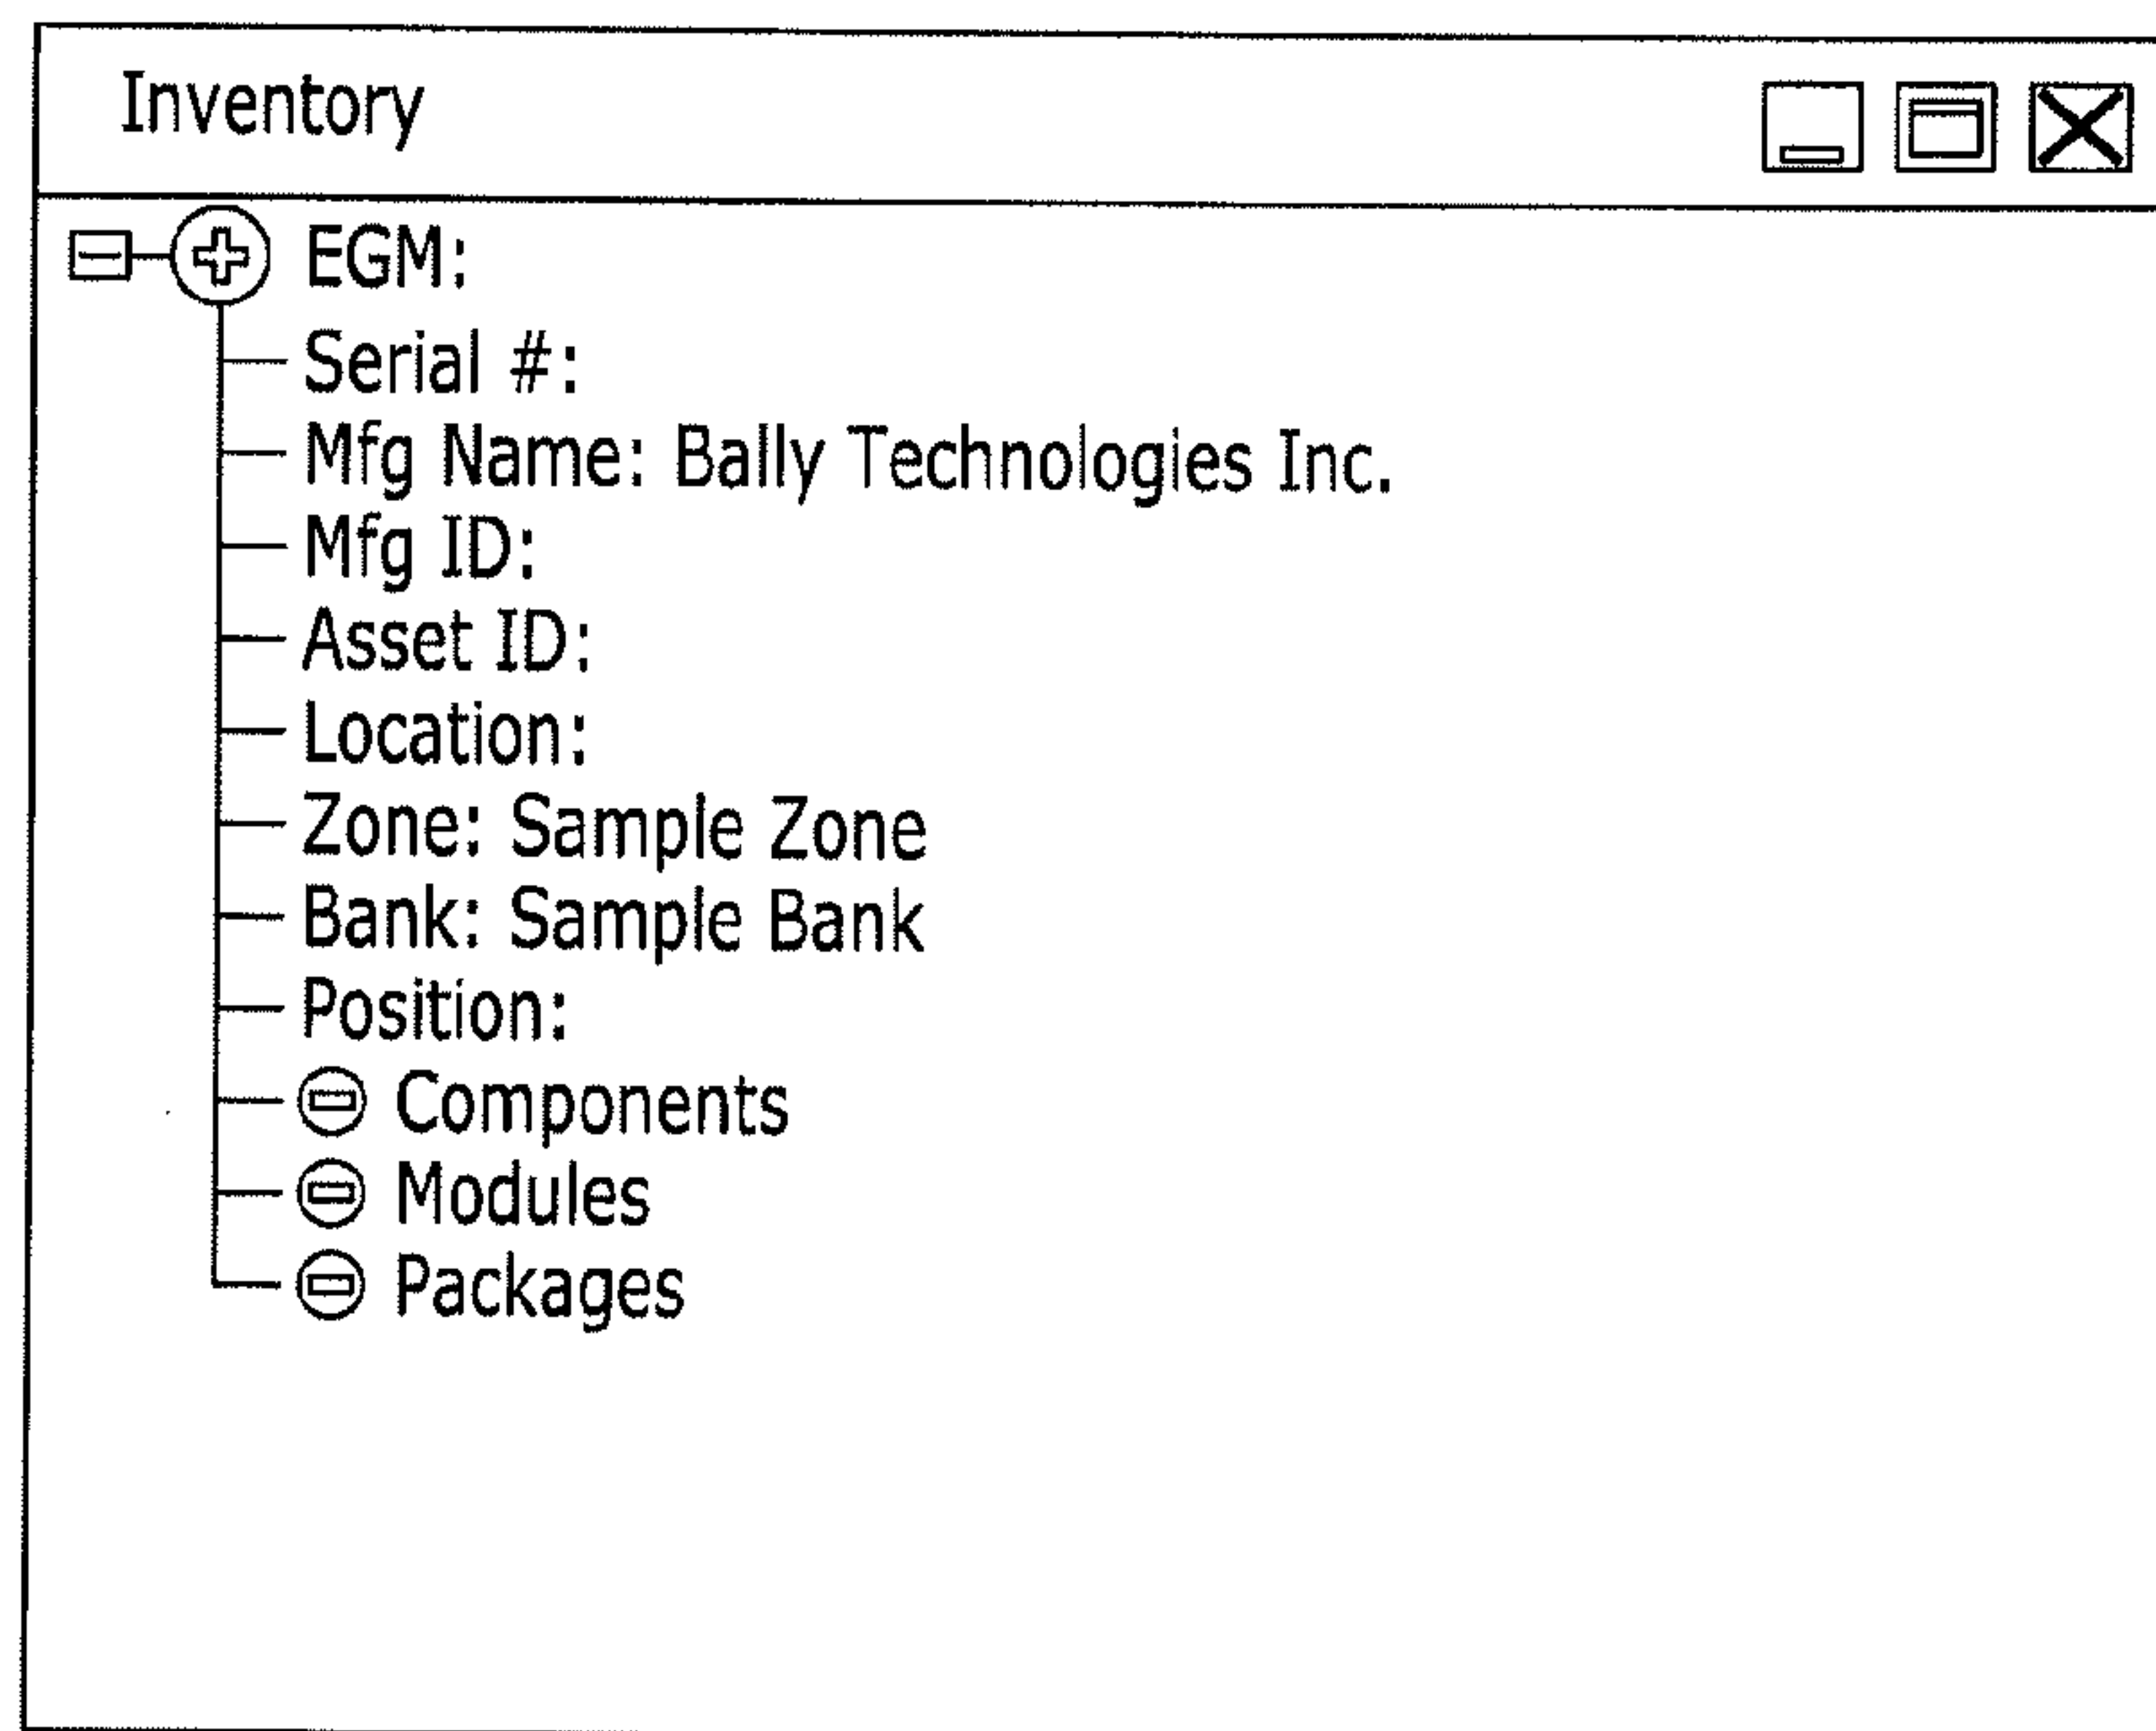 Inventory
EGM:
Serial #:
Mfg Name: Bally Technologies Inc.
Mfg ID:
Asset ID:
Location:
Zone: Sample Zone
Bank: Sample Bank
Position:
Components
Modules
Packages